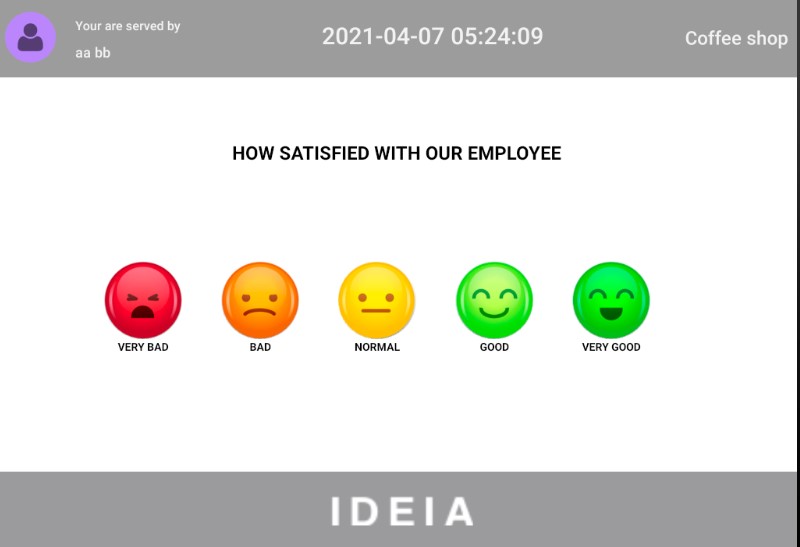 Your are served by
aa bb
2021-04-07 05:24:09
Coffee shop
HOW SATISFIED WITH OUR EMPLOYEE
VERY BAD
BAD
NORMAL
GOOD
VERY GOOD
IDEIA